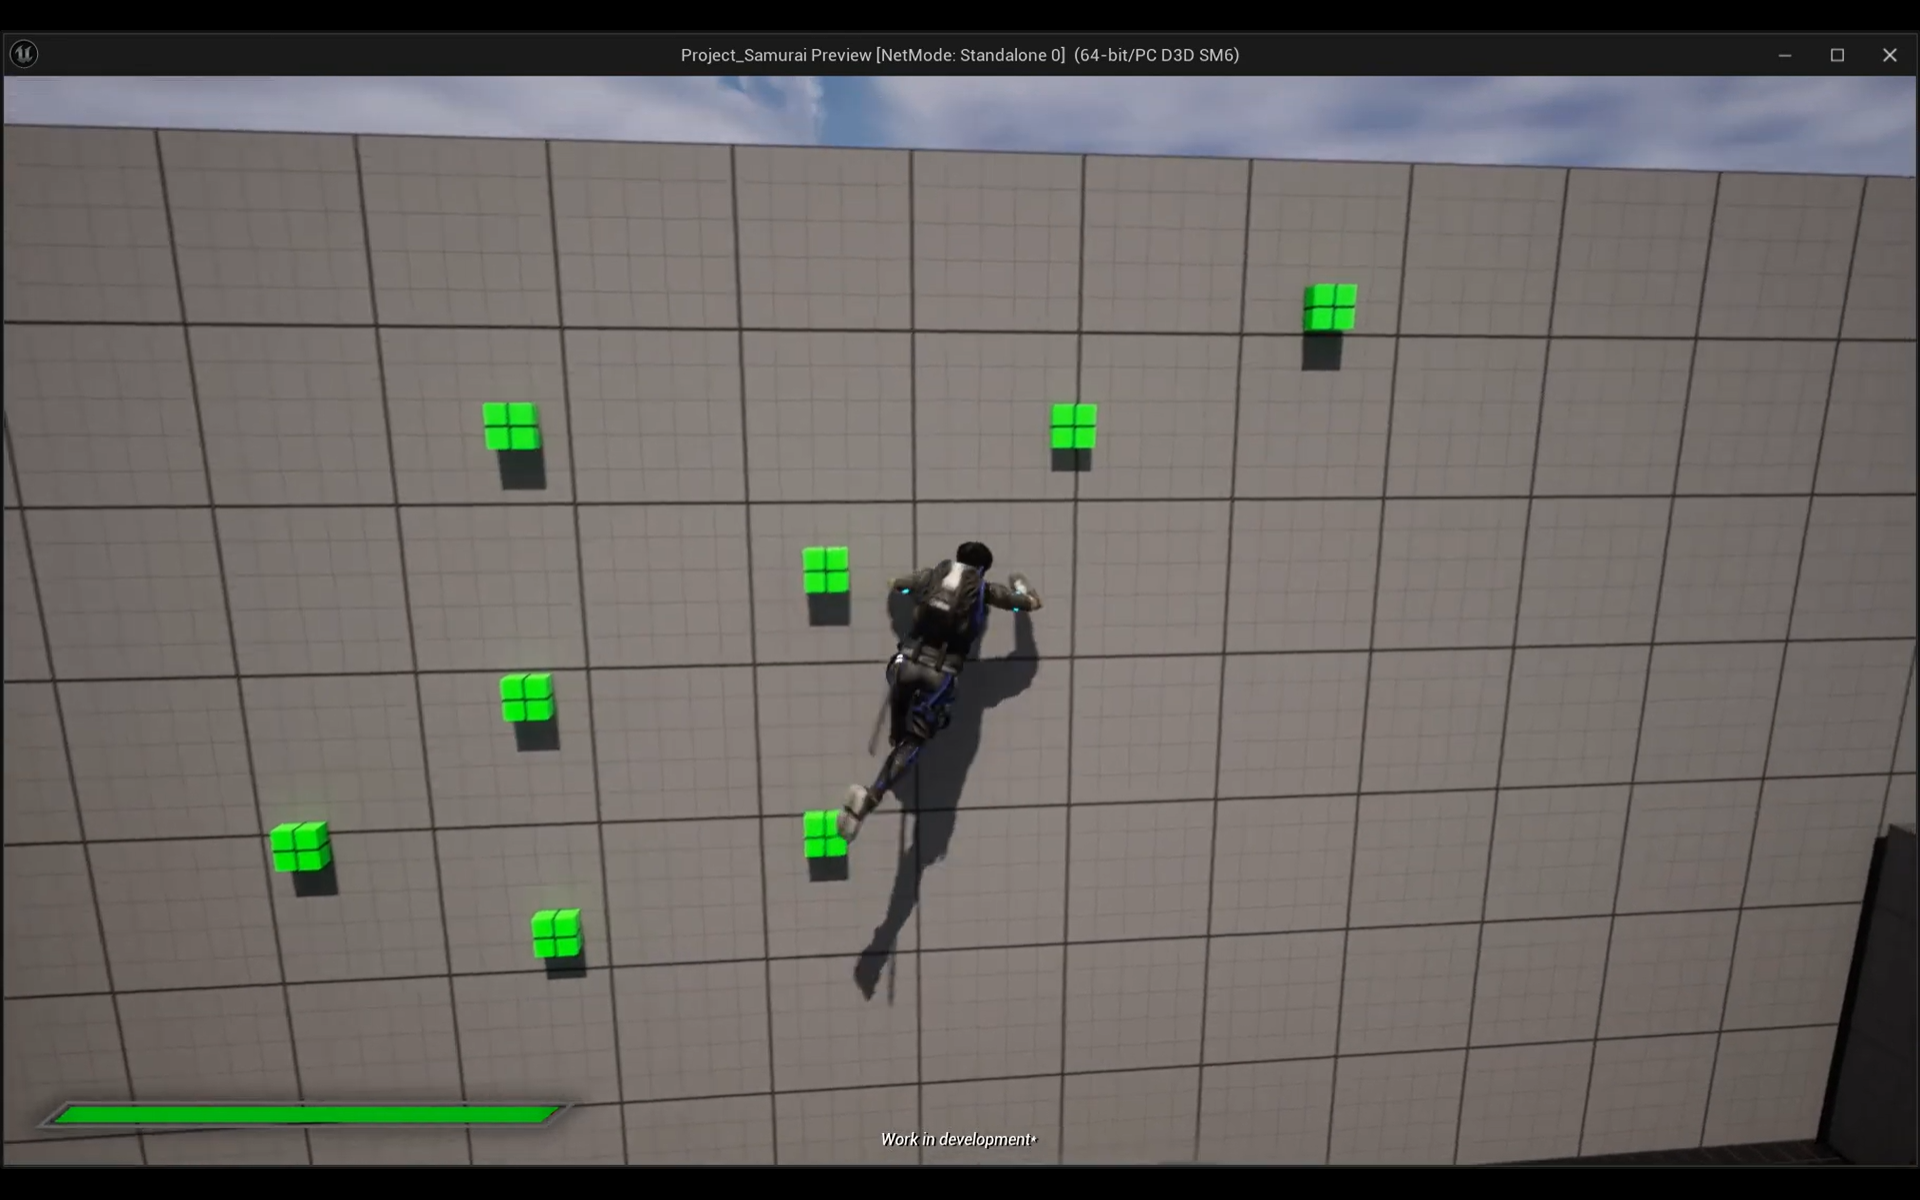 Project_Samurai Preview [NetMode: Standalone 0]  (64-bit/PC D3D SM6)
Work in development*